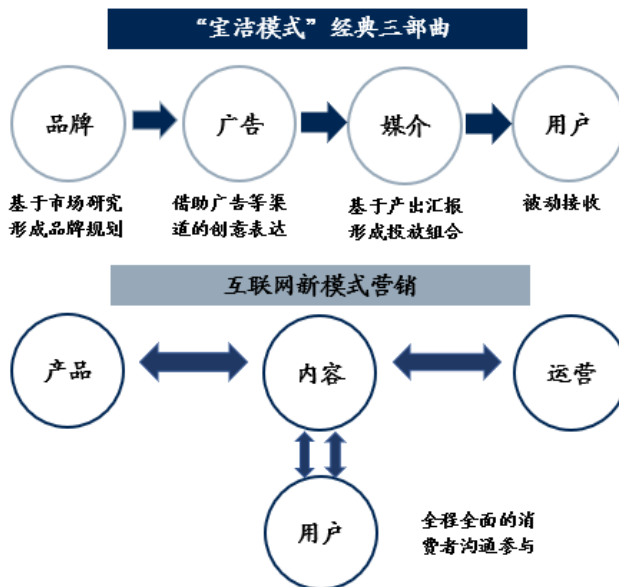 “宝洁模式”经典三部曲
品牌
广告
媒介
用户
基于市场研究
形成品牌规划
借助广告等渠
道的创意表达
基于产出汇报
形成投放组合
被动接收
互联网新模式营销
产品
内容
运营
用户
全程全面的消
费者沟通参与